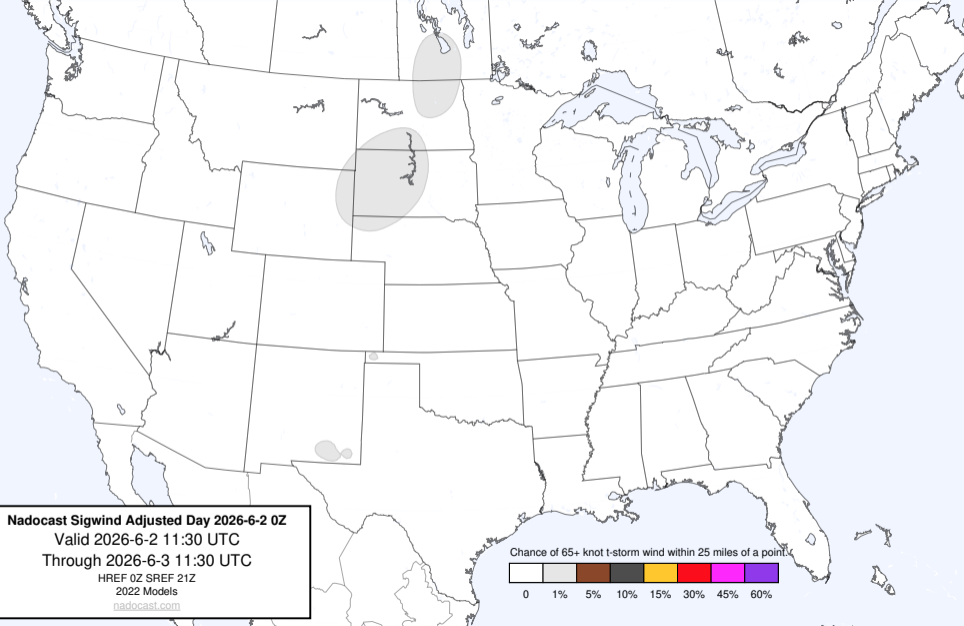 Nadocast Sigwind Adjusted Day 2026-6-2 0Z
Valid 2026-6-2 11:30 UTC
Through 2026-6-3 11:30 UTC
HREF 0Z SREF 21Z
2022 Models
nadocast.com
Chance of 65+ knot t-storm wind within 25 miles of a point.
0 1% 5% 10% 15% 30% 45% 60%